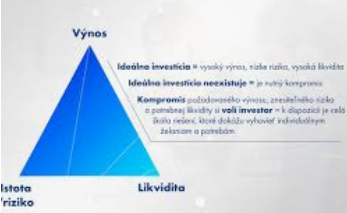 Výnos
Ideálna investícia = vysoký výnos, nízke riziko, vysoká likvidita
Ideálna investícia neexistuje = je nutný kompromis
Kompromis požadovaného výnosu, znesiteľného rizika
a potrebnej likvidity si volí investor = k dispozícii je celá
škála riešení, ktoré dokážu vyhovieť individuálnym
želaniam a potrebám
Istota
/riziko
Likvidita